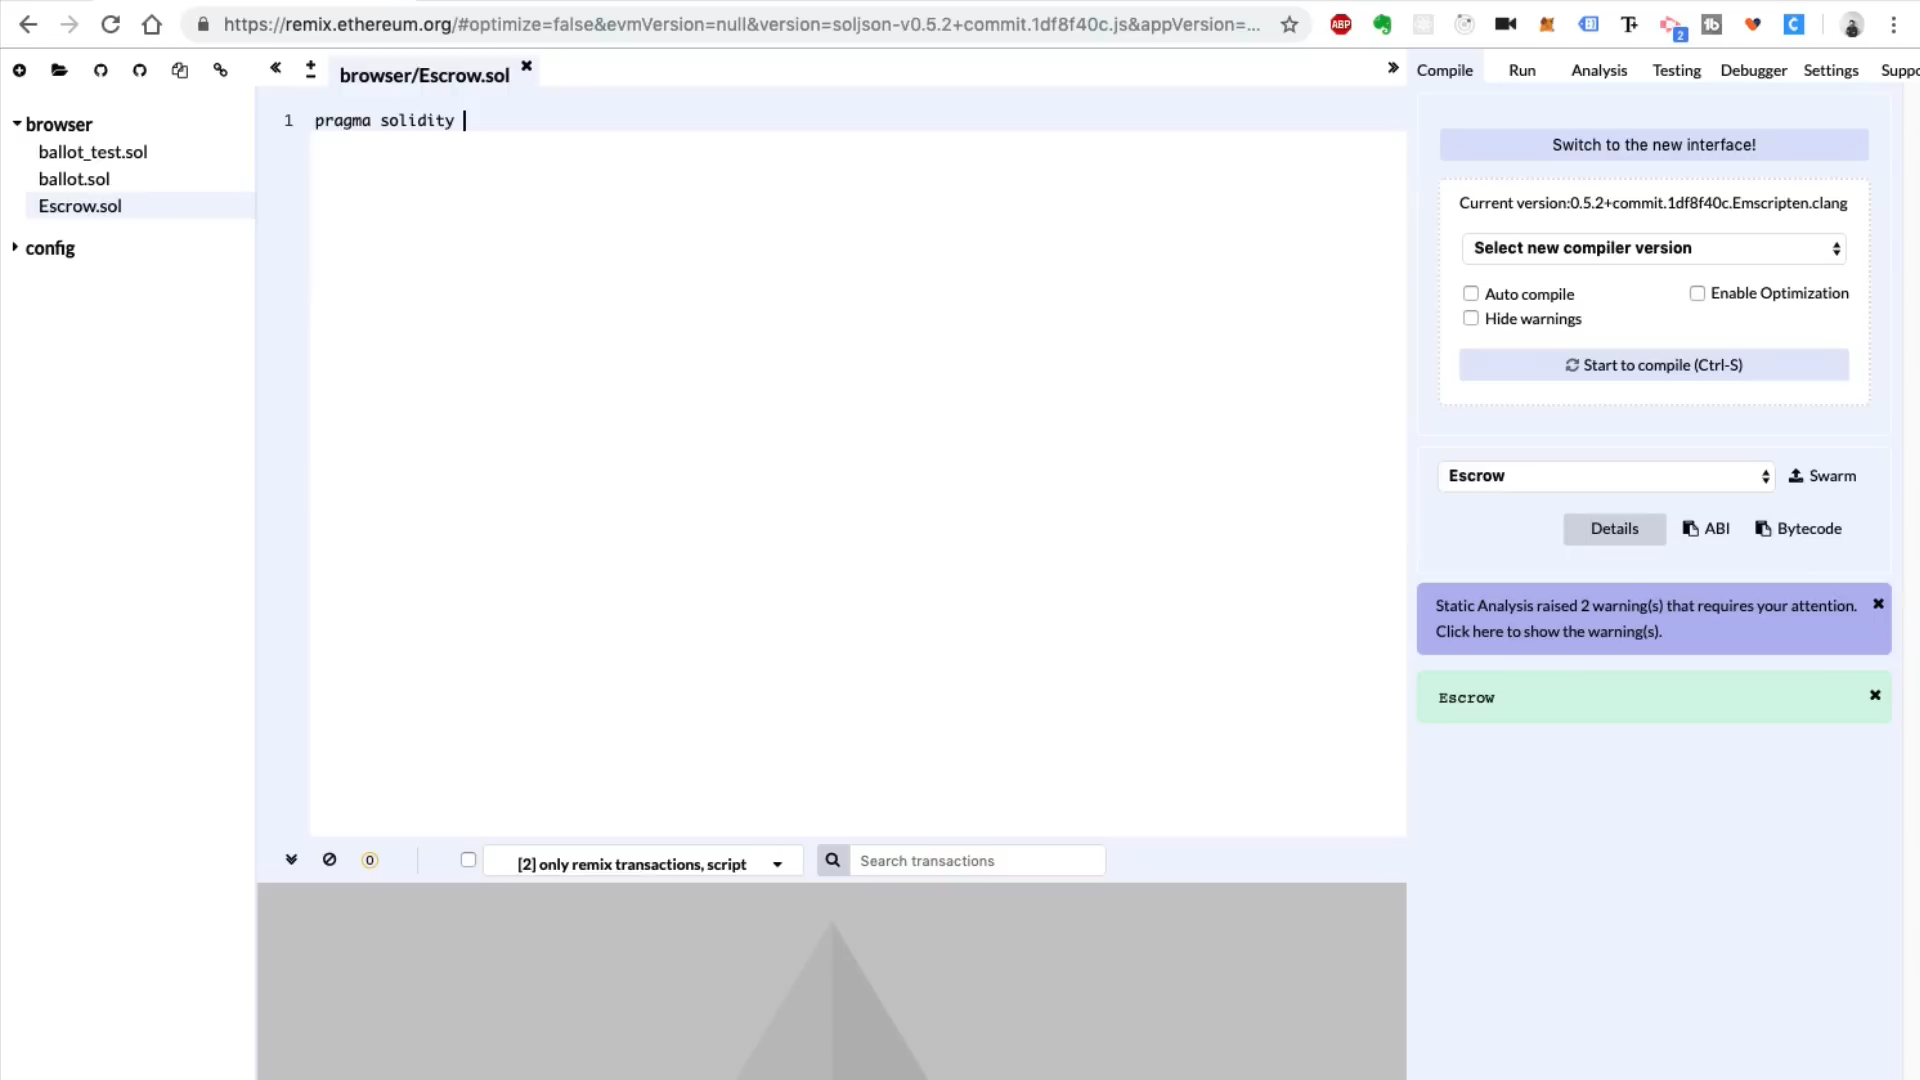 https://remix.ethereum.org/#optimize=false&evmVersion=null&version=soljson-v0.5.2+commit.1df8f40c.js&appVersion=...
ABP
T
2
tb
C
browser/Escrow.sol
Compile
Run
Analysis
Testing
Debugger
Settings
Suppo
browser
ballot_test.sol
ballot.sol
Escrow.sol
config
1 pragma solidity
Switch to the new interface!
Current version:0.5.2+commit.1df8f40c.Emscripten.clang
Select new compiler version
Auto compile
Enable Optimization
Hide warnings
Start to compile (Ctrl-S)
Escrow
Swarm
Details
ABI
Bytecode
Static Analysis raised 2 warning(s) that requires your attention.
Click here to show the warning(s).
Escrow
0
[2] only remix transactions, script
Search transactions